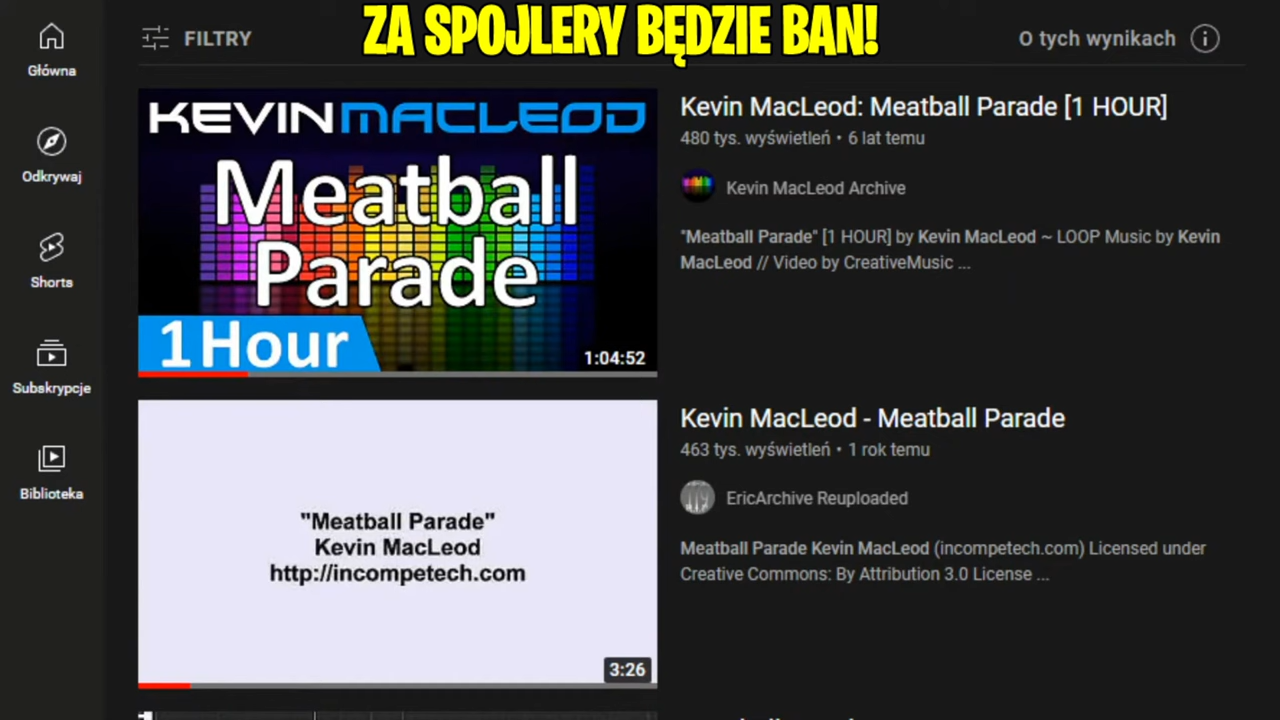 ZA SPOJLERY BĘDZIE BAN!
FILTRY
O tych wynikach
Główna
Odkrywaj
Shorts
Subskrypcje
Biblioteka
KEVIN MACLEOD
Meatball
Parade
1 Hour
1:04:52
Kevin MacLeod: Meatball Parade [1 HOUR]
480 tys. wyświetleń • 6 lat temu
Kevin MacLeod Archive
"Meatball Parade" [1 HOUR] by Kevin MacLeod ~ LOOP Music by Kevin
MacLeod // Video by CreativeMusic ...
"Meatball Parade"
Kevin MacLeod
http://incompetech.com
3:26
Kevin MacLeod - Meatball Parade
463 tys. wyświetleń • 1 rok temu
EricArchive Reuploaded
Meatball Parade Kevin MacLeod (incompetech.com) Licensed under
Creative Commons: By Attribution 3.0 License ...